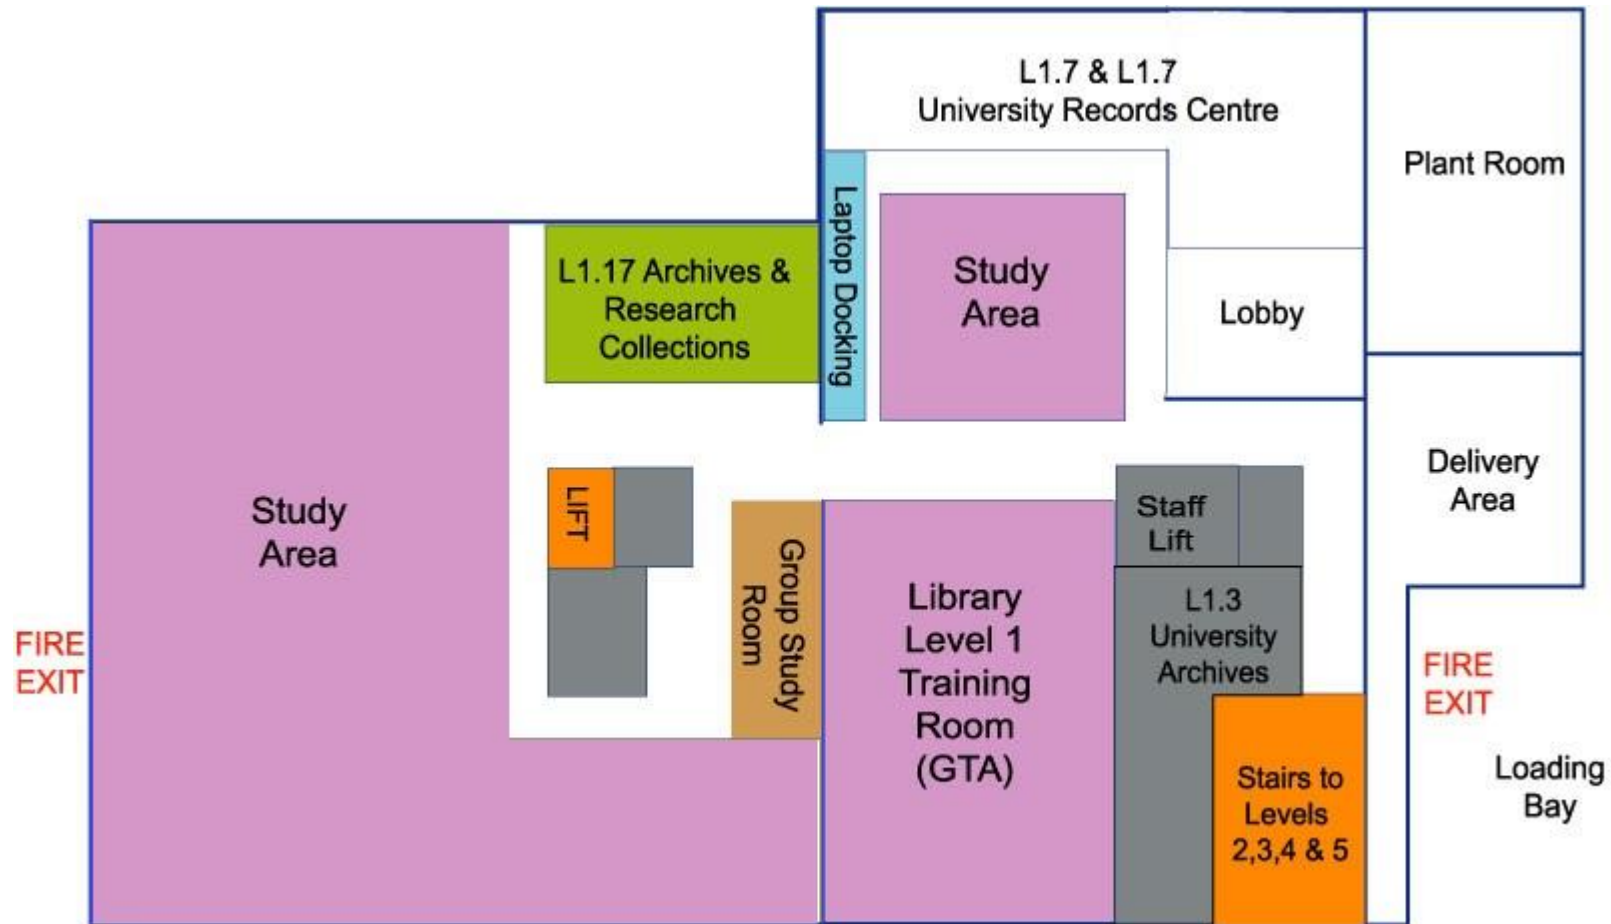 L1.7 & L1.7
University Records Centre
Plant Room
Laptop Docking
L1.17 Archives &
Research
Collections
Study
Area
Lobby
Study
Area
LIFT
Group Study
Room
Library
Level 1
Training
Room
(GTA)
Staff
Lift
L1.3
University
Archives
Delivery
Area
FIRE
EXIT
FIRE
EXIT
Stairs to
Levels
2,3,4 & 5
Loading
Bay